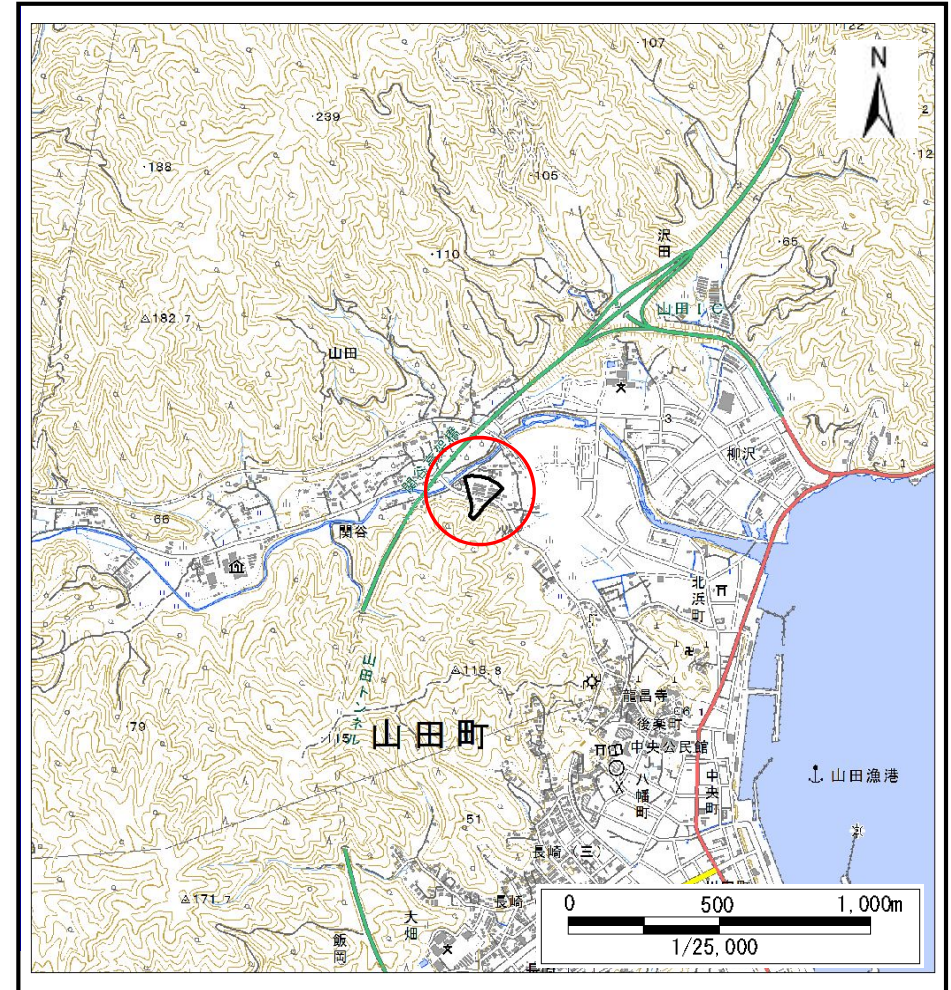 122
・107
N
・239
2
・12
・188
・105
沢田
・65
・110
山田IC
△182.7
山田
3
柳沢
66
関谷
北浜町
山田トンネル
△118.8
龍昌寺
後楽町
6.1
・79
・115
山田町
中央公民館
八幡町
中央町
山田漁港
51
長崎(三)
0 500 1,000m
1/25,000
△171.7
大畑
長崎
飯岡